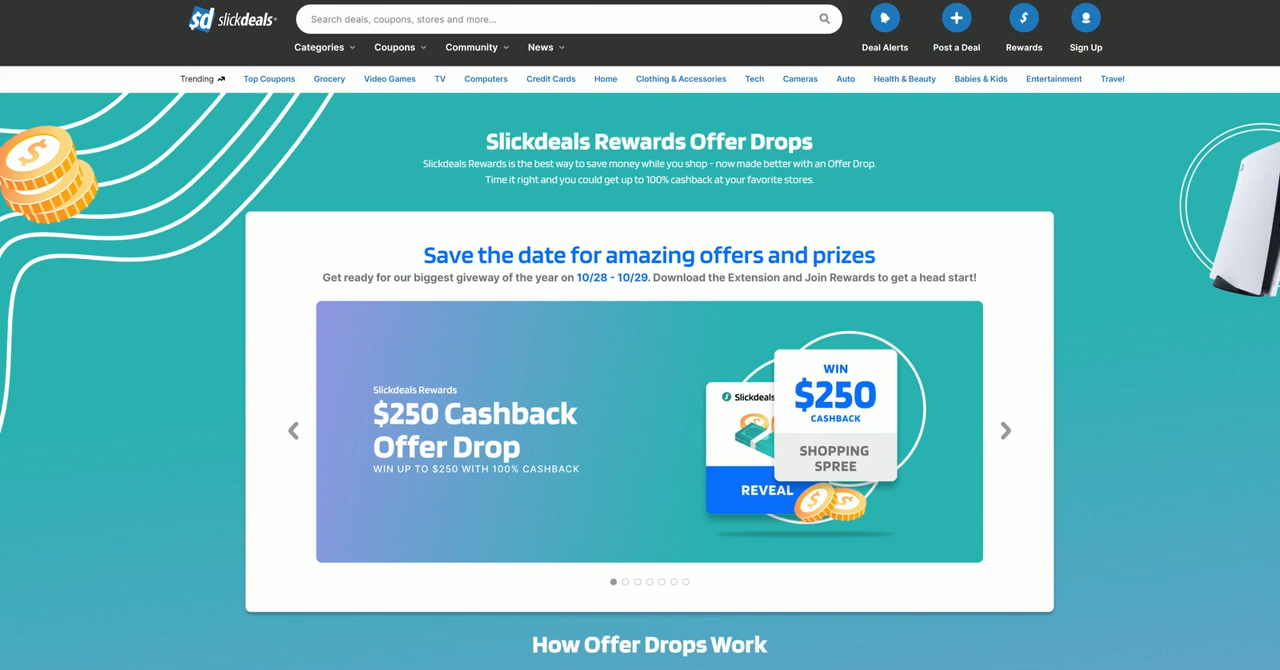 sd slickdeals
Search deals, coupons, stores and more...
Deal Alerts
Post a Deal
Rewards
Sign Up
Categories
Coupons
Community
News
Trending
Top Coupons
Grocery
Video Games
TV
Computers
Credit Cards
Home
Clothing & Accessories
Tech
Cameras
Auto
Health & Beauty
Babies & Kids
Entertainment
Travel
Slickdeals Rewards Offer Drops
Slickdeals Rewards is the best way to save money while you shop – now made better with an Offer Drop.
Time it right and you could get up to 100% cashback at your favorite stores.
Save the date for amazing offers and prizes
Get ready for our biggest giveway of the year on 10/28 - 10/29. Download the Extension and Join Rewards to get a head start!
Slickdeals Rewards
$250 Cashback
Offer Drop
WIN UP TO $250 WITH 100% CASHBACK
Slickdeals
REVEAL
WIN
$250
CASHBACK
SHOPPING
SPREE
How Offer Drops Work